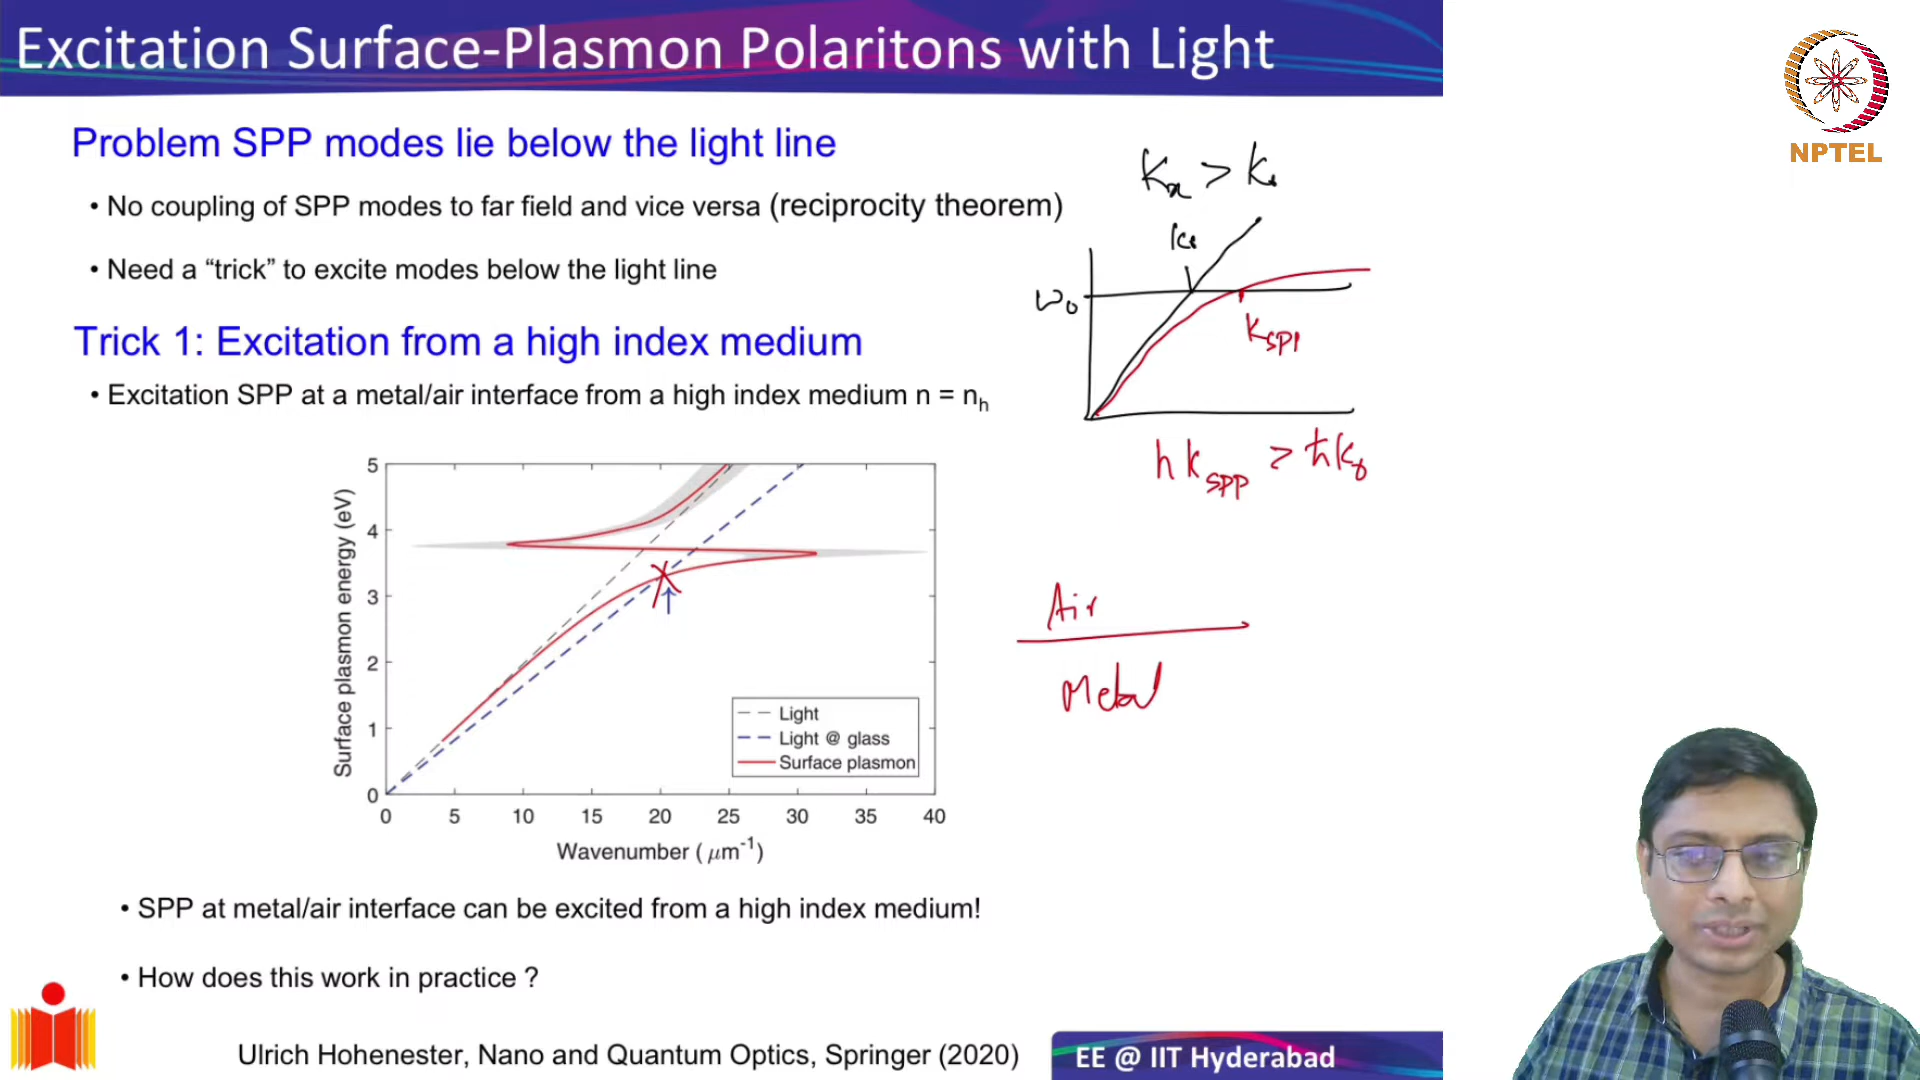 Excitation Surface-Plasmon Polaritons with Light
NPTEL
Problem SPP modes lie below the light line
• No coupling of SPP modes to far field and vice versa (reciprocity theorem)
• Need a “trick” to excite modes below the light line
Trick 1: Excitation from a high index medium
• Excitation SPP at a metal/air interface from a high index medium n = nₕ
kₓ > k₀
k₀
ω₀
k_SPP
ħk_SPP > ħk₀
Air
Metal
Surface plasmon energy (eV)
5
4
3
2
1
0
Light
Light @ glass
Surface plasmon
0 5 10 15 20 25 30 35 40
Wavenumber ( μm⁻¹)
• SPP at metal/air interface can be excited from a high index medium!
• How does this work in practice ?
Ulrich Hohenester, Nano and Quantum Optics, Springer (2020)
EE @ IIT Hyderabad